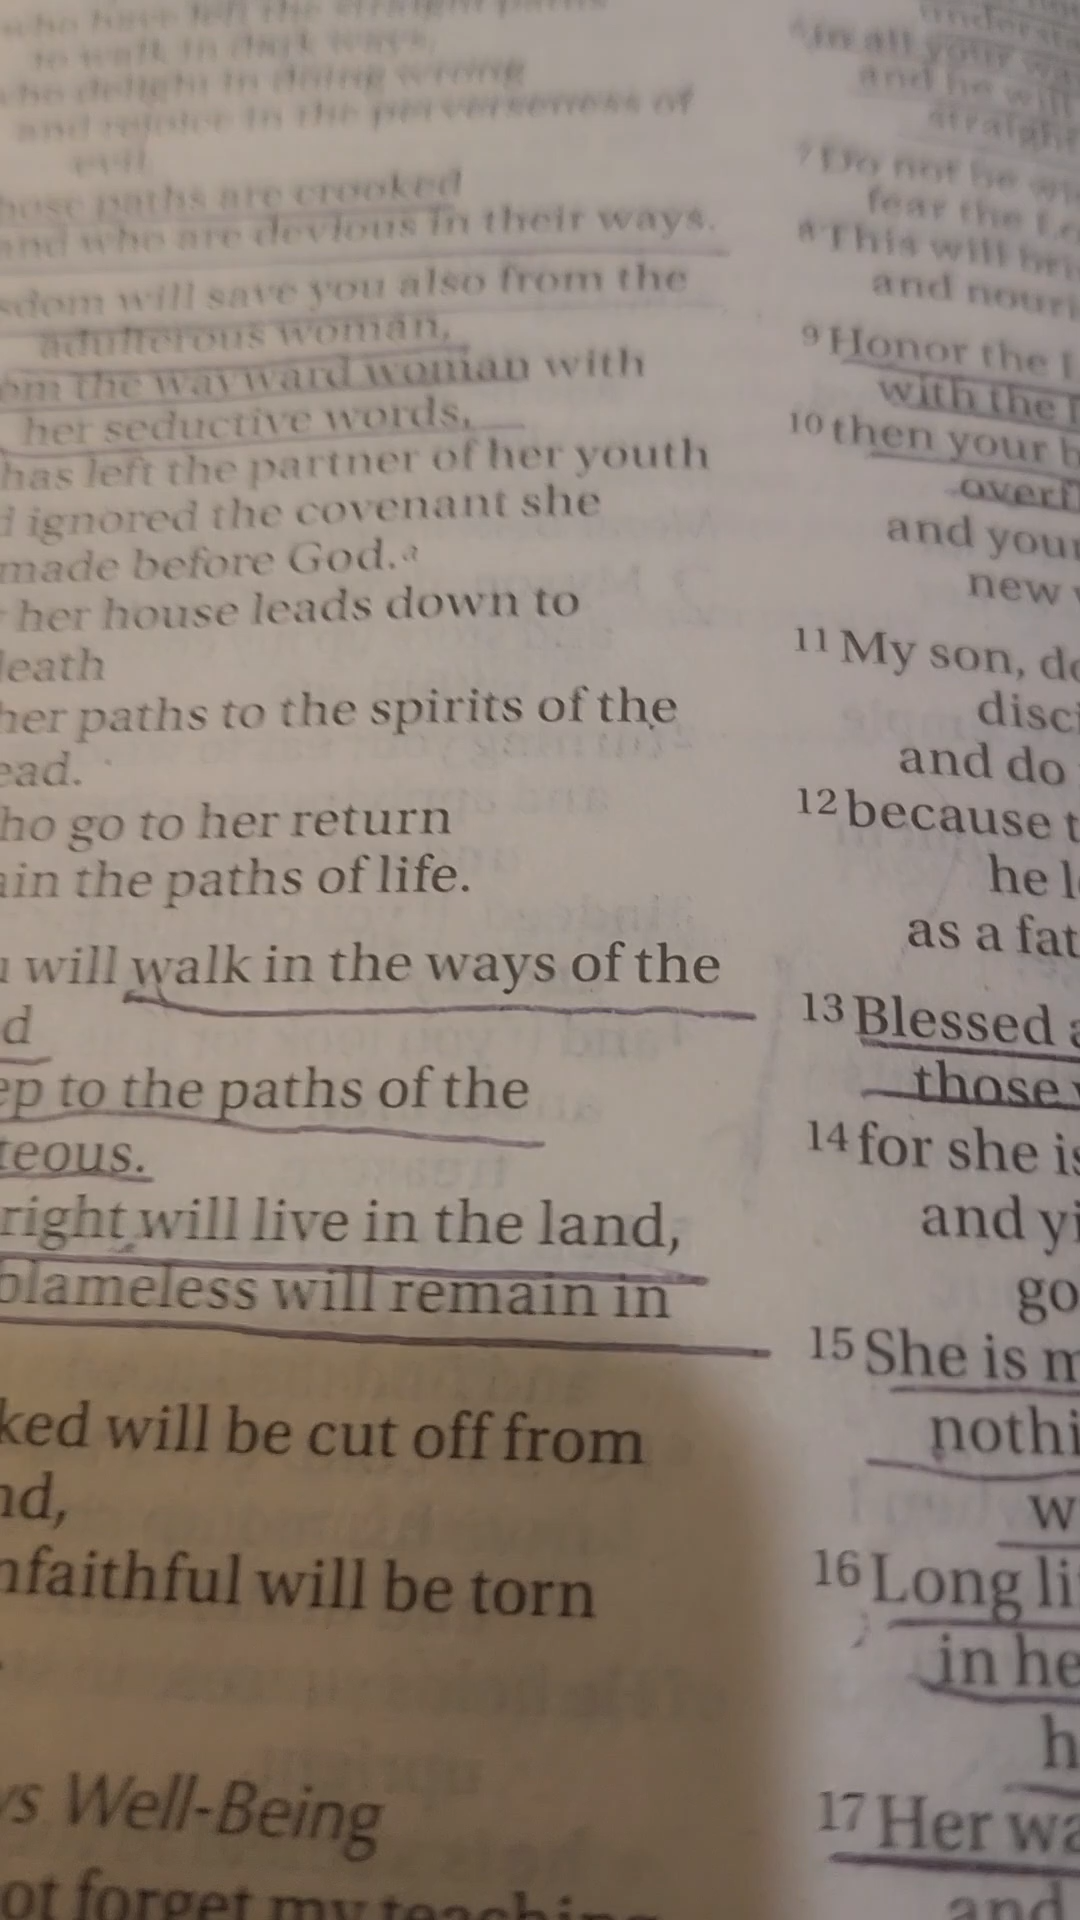 who have left the straight paths
to walk in dark ways,
who delight in doing wrong
and rejoice in the perverseness of
evil,
hose paths are crooked
and who are devious in their ways.
sdom will save you also from the
adulterous woman,
om the wayward woman with
her seductive words,
has left the partner of her youth
d ignored the covenant she
made before God.ᵃ
her house leads down to
leath
her paths to the spirits of the
ead.
ho go to her return
ain the paths of life.
u will walk in the ways of the
d
ep to the paths of the
teous.
right will live in the land,
blameless will remain in
ked will be cut off from
nd,
nfaithful will be torn
.
ys Well-Being
ot forget my teaching
understa
6 in all your wa
and he will
straight
7 Do not be wi
fear the Lo
8 This will bri
and nouri
9 Honor the L
with the f
10 then your b
overf
and your
new
11 My son, do
disci
and do
12 because t
he l
as a fat
13 Blessed a
those
14 for she is
and yi
go
15 She is m
nothi
w
16 Long li
in he
h
17 Her wa
and